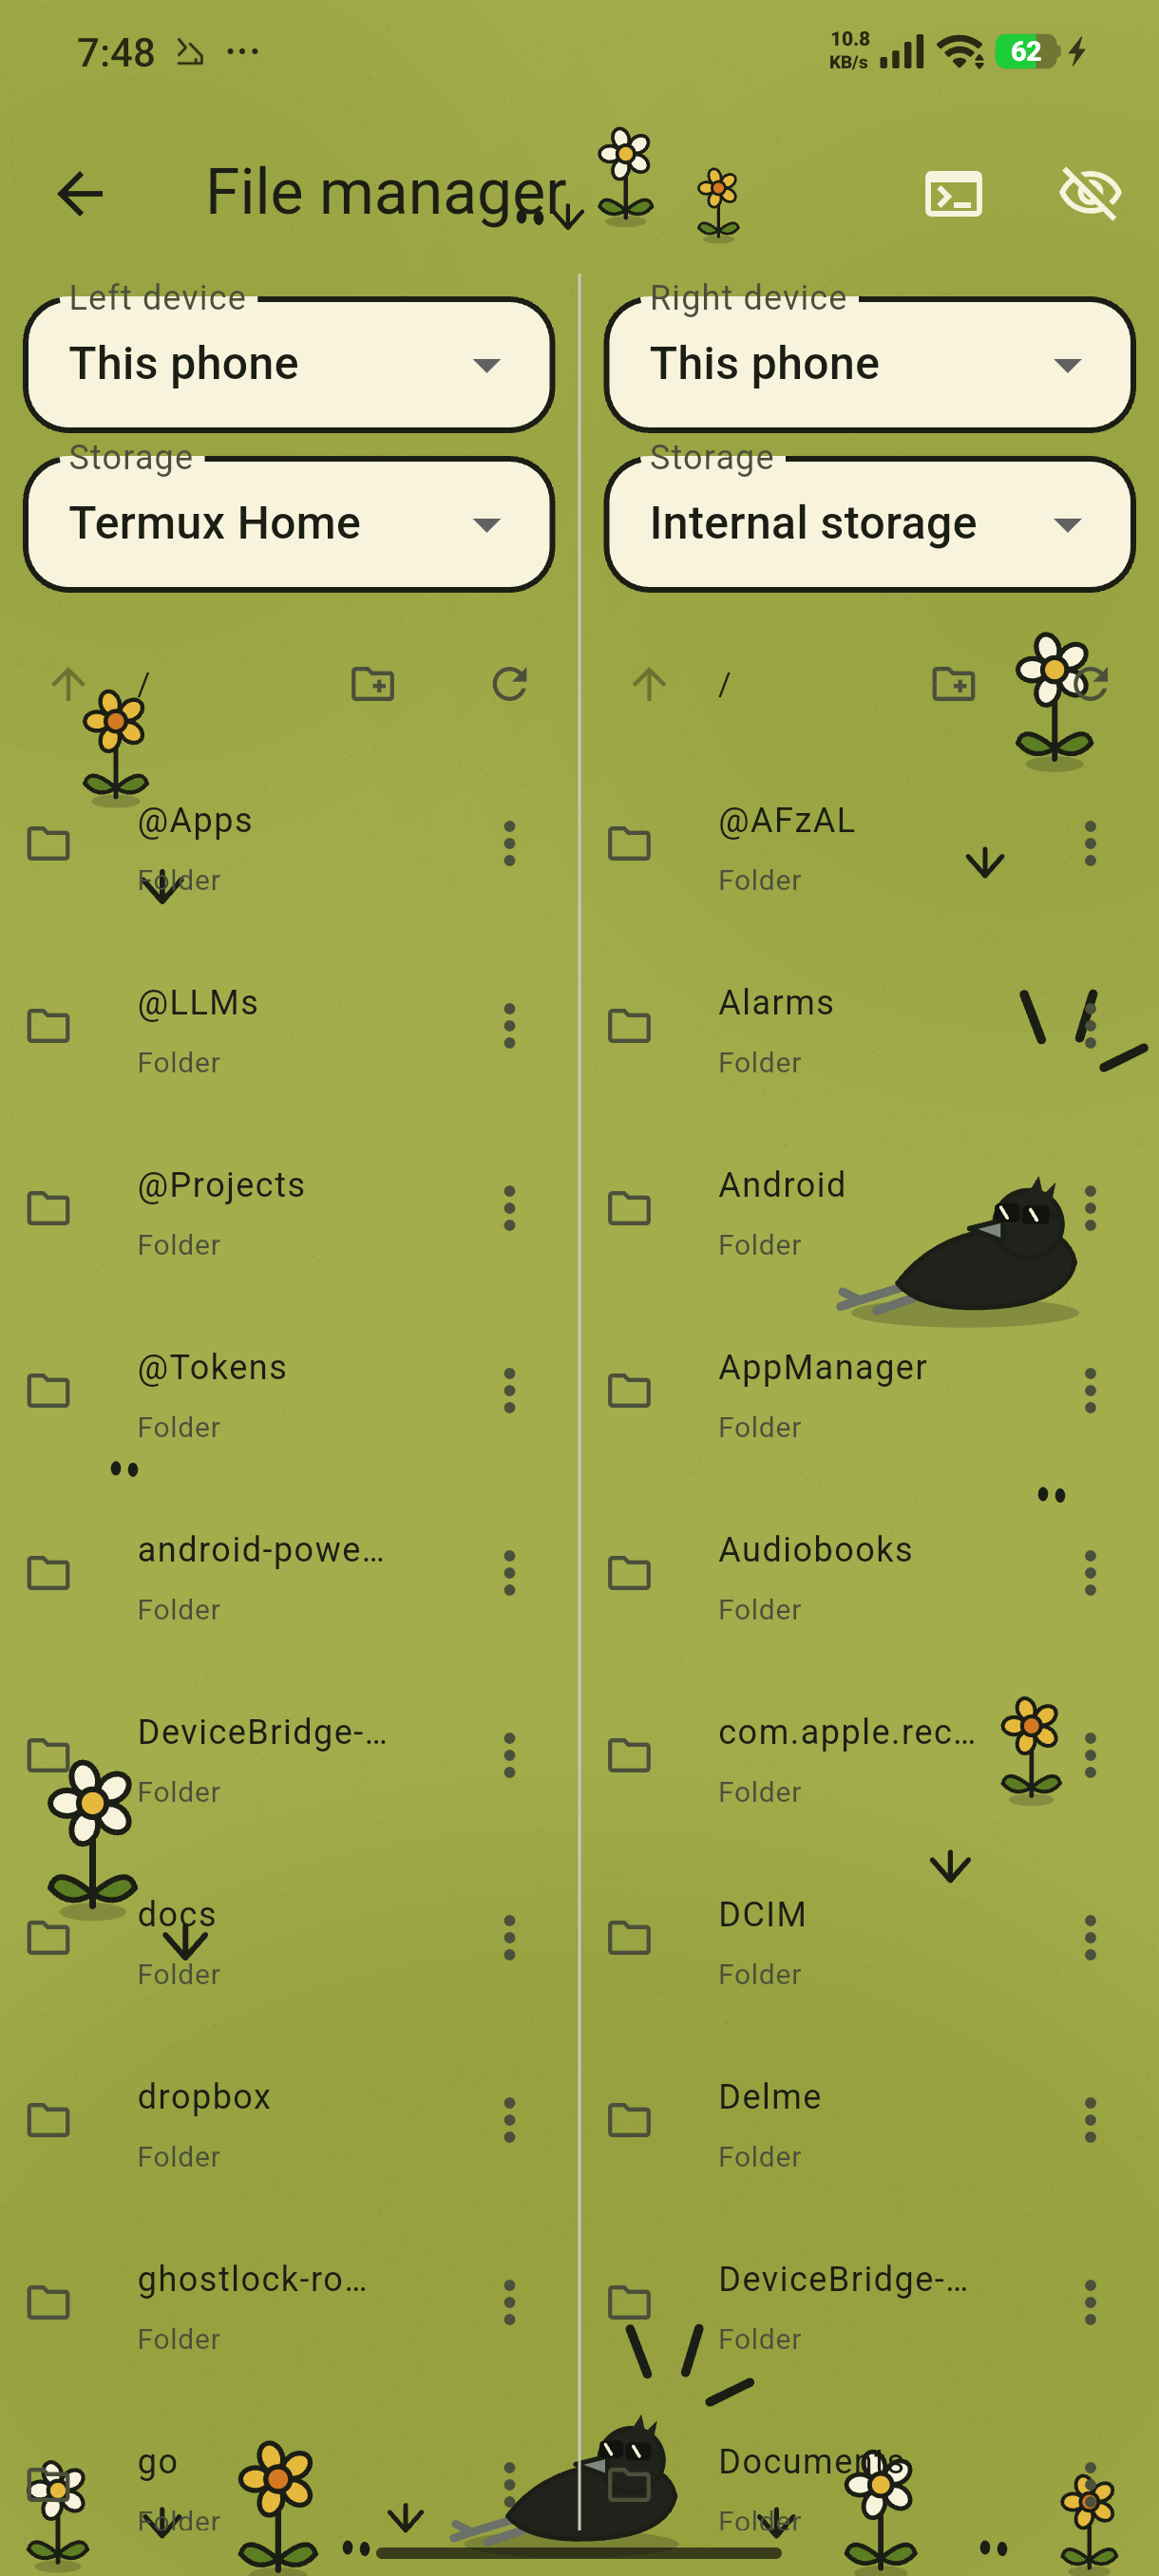 7:48
10.8
KB/s
62
File manager
Left device
This phone
Storage
Termux Home
/
@Apps
Folder
@LLMs
Folder
@Projects
Folder
@Tokens
Folder
android-powe…
Folder
DeviceBridge-…
Folder
docs
Folder
dropbox
Folder
ghostlock-ro…
Folder
go
Folder
Right device
This phone
Storage
Internal storage
/
@AFzAL
Folder
Alarms
Folder
Android
Folder
AppManager
Folder
Audiobooks
Folder
com.apple.rec…
Folder
DCIM
Folder
Delme
Folder
DeviceBridge-…
Folder
Documents
Folder